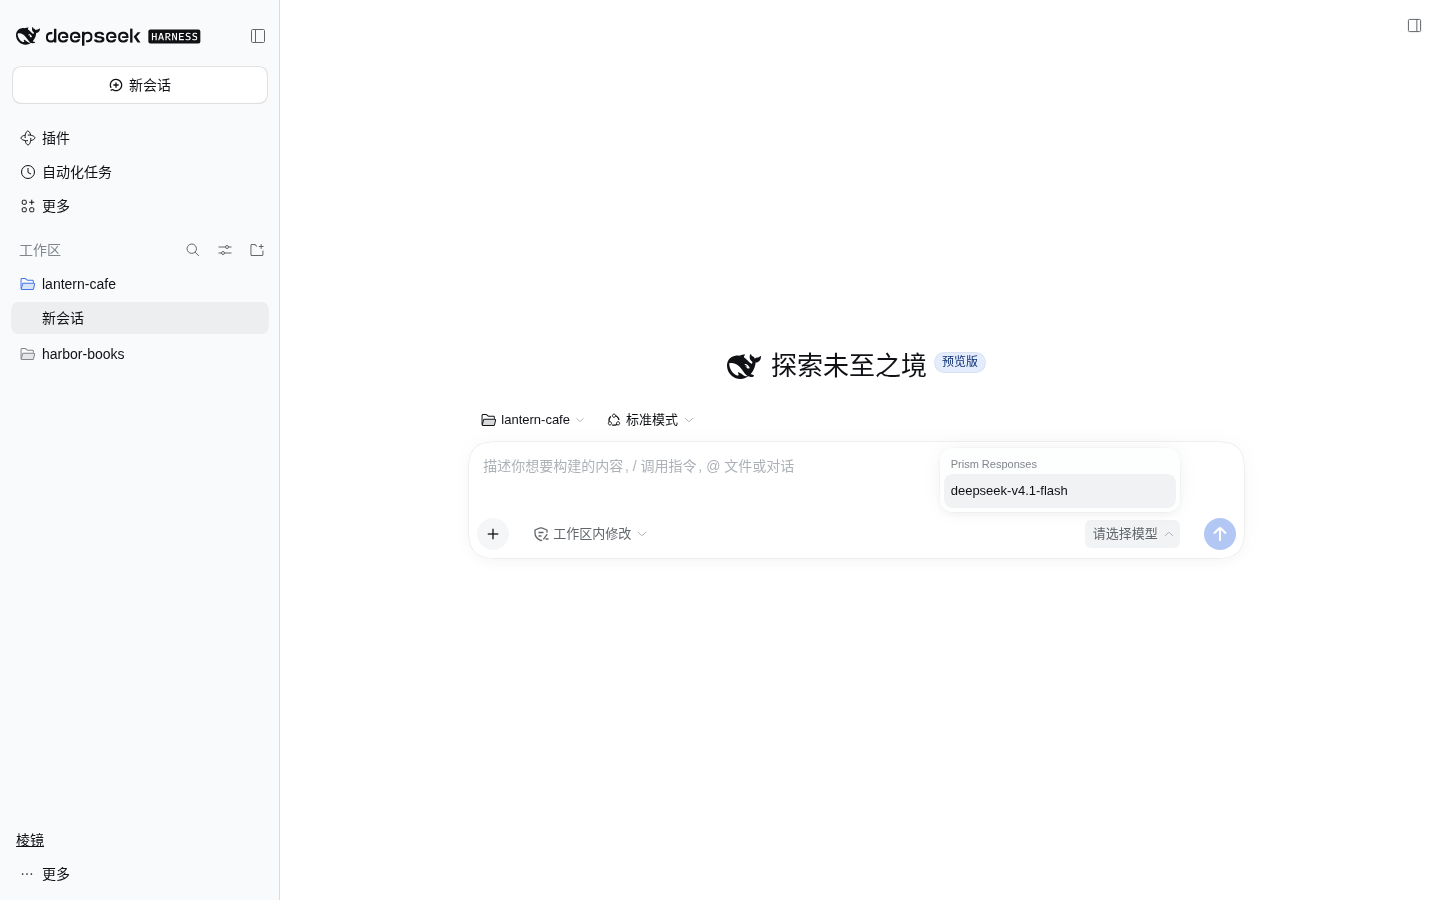 deepseek HARNESS
新会话
插件
自动化任务
更多
工作区
lantern-cafe
新会话
harbor-books
棱镜
更多
探索未至之境 预览版
lantern-cafe 标准模式
描述你想要构建的内容, / 调用指令, @ 文件或对话
Prism Responses
deepseek-v4.1-flash
工作区内修改
请选择模型